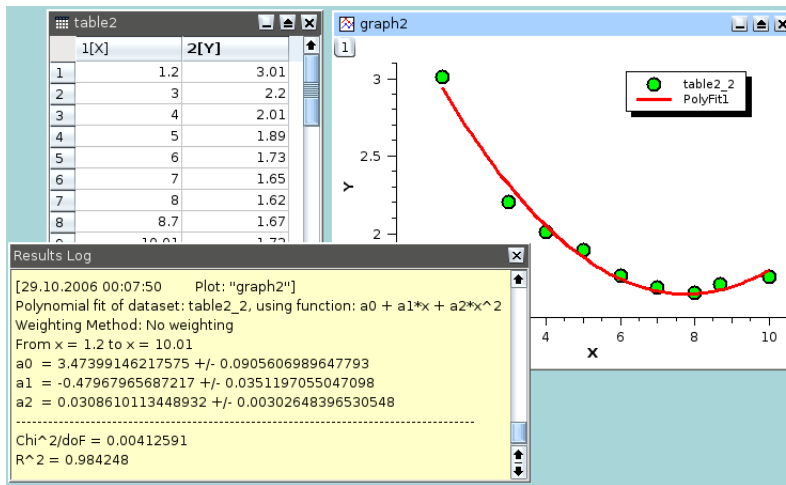 table2
1[X] 2[Y]
1 1.2 3.01
2 3 2.2
3 4 2.01
4 5 1.89
5 6 1.73
6 7 1.65
7 8 1.62
8 8.7 1.67
9 10.01 1.72
graph2
1
3
2.5
2
Y
table2_2
PolyFit1
4 6 8 10
X
Results Log
[29.10.2006 00:07:50 Plot: "graph2"]
Polynomial fit of dataset: table2_2, using function: a0 + a1*x + a2*x^2
Weighting Method: No weighting
From x = 1.2 to x = 10.01
a0 = 3.47399146217575 +/- 0.0905606989647793
a1 = -0.47967965687217 +/- 0.0351197055047098
a2 = 0.0308610113448932 +/- 0.00302648396530548
--------------------------------------------------------------------------------------
Chi^2/doF = 0.00412591
R^2 = 0.984248